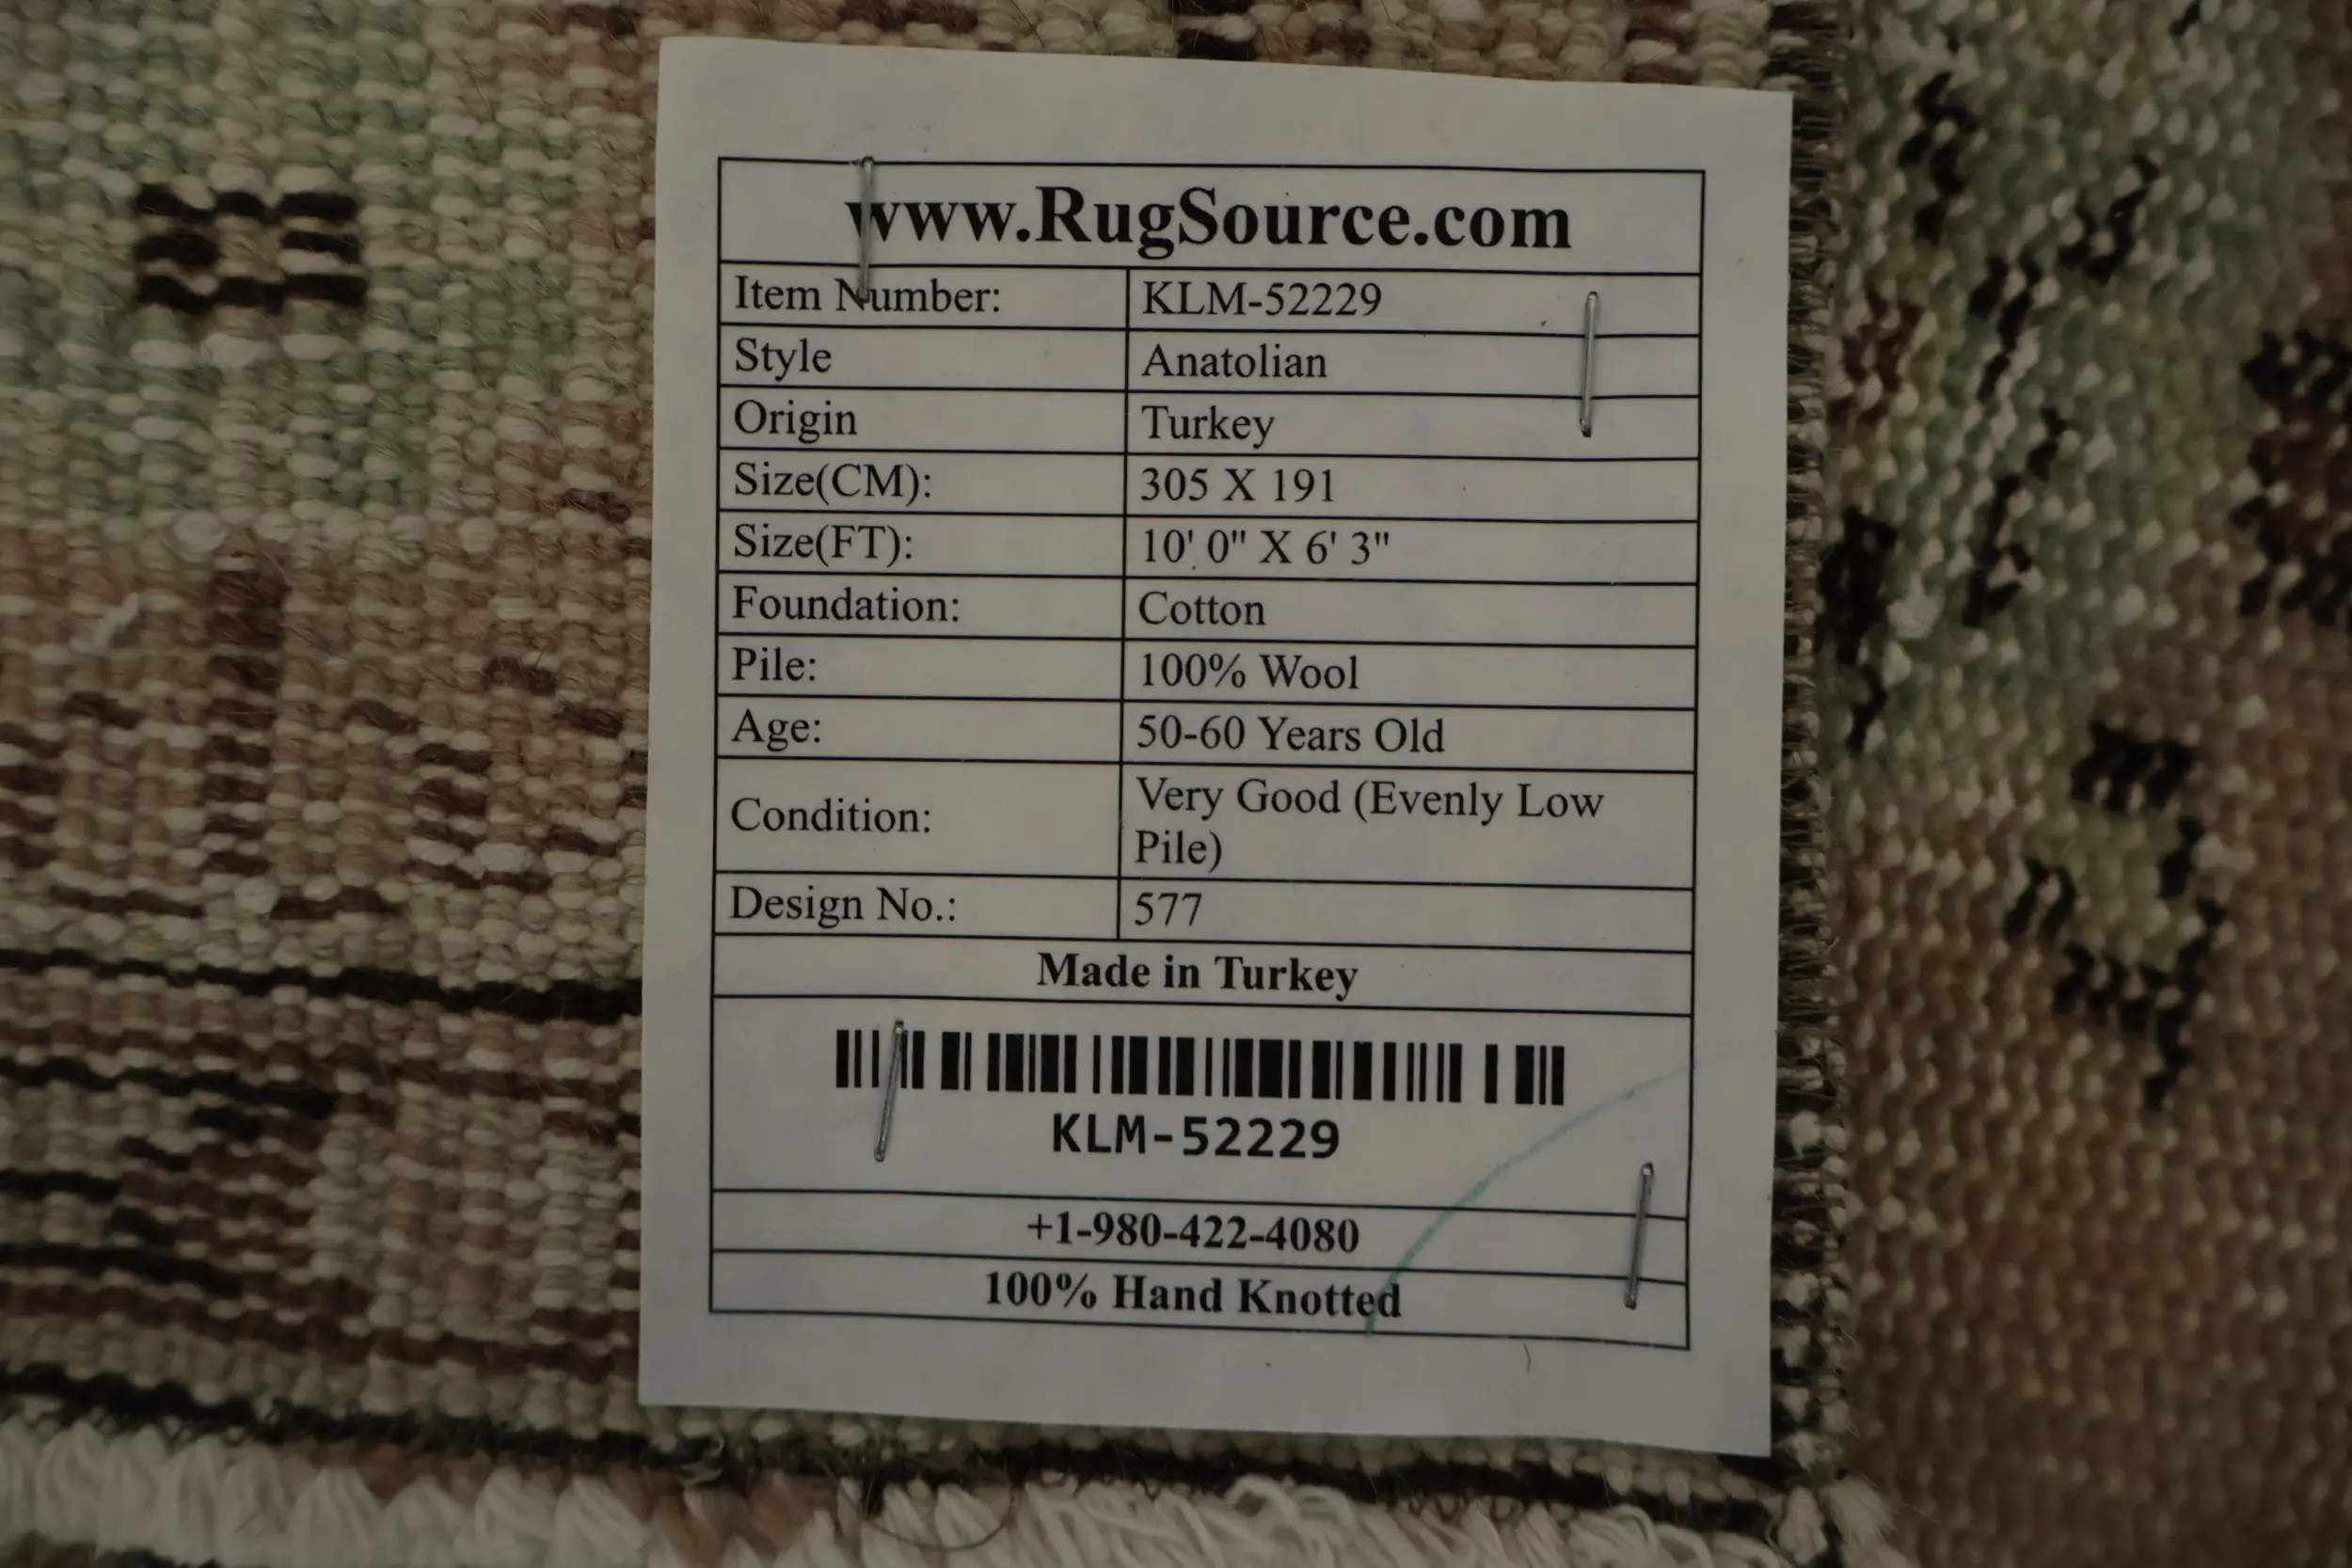 www.RugSource.com
Item Number: KLM-52229
Style Anatolian
Origin Turkey
Size(CM): 305 X 191
Size(FT): 10' 0" X 6' 3"
Foundation: Cotton
Pile: 100% Wool
Age: 50-60 Years Old
Condition: Very Good (Evenly Low
Pile)
Design No.: 577
Made in Turkey
KLM-52229
+1-980-422-4080
100% Hand Knotted